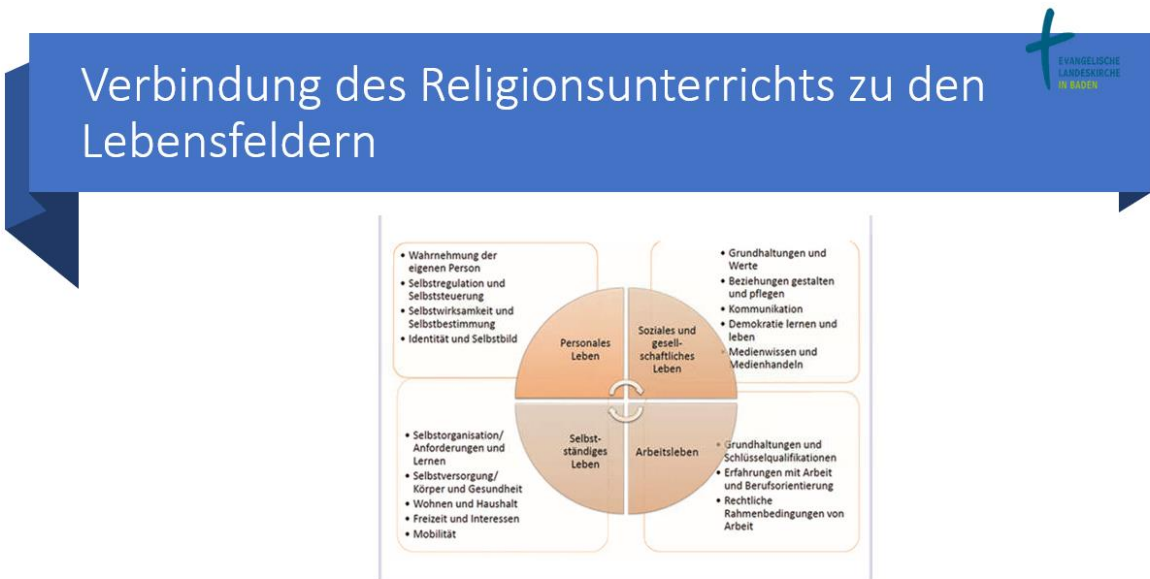 EVANGELISCHE
LANDESKIRCHE
IN BADEN
Verbindung des Religionsunterrichts zu den
Lebensfeldern
• Wahrnehmung der
eigenen Person
• Selbstregulation und
Selbststeuerung
• Selbstwirksamkeit und
Selbstbestimmung
• Identität und Selbstbild
Personales
Leben
Soziales und
gesell-
schaftliches
Leben
• Grundhaltungen und
Werte
• Beziehungen gestalten
und pflegen
• Kommunikation
• Demokratie lernen und
leben
• Medienwissen und
Medienhandeln
• Selbstorganisation/
Anforderungen und
Lernen
• Selbstversorgung/
Körper und Gesundheit
• Wohnen und Haushalt
• Freizeit und Interessen
• Mobilität
Selbst-
ständiges
Leben
Arbeitsleben
• Grundhaltungen und
Schlüsselqualifikationen
• Erfahrungen mit Arbeit
und Berufsorientierung
• Rechtliche
Rahmenbedingungen von
Arbeit